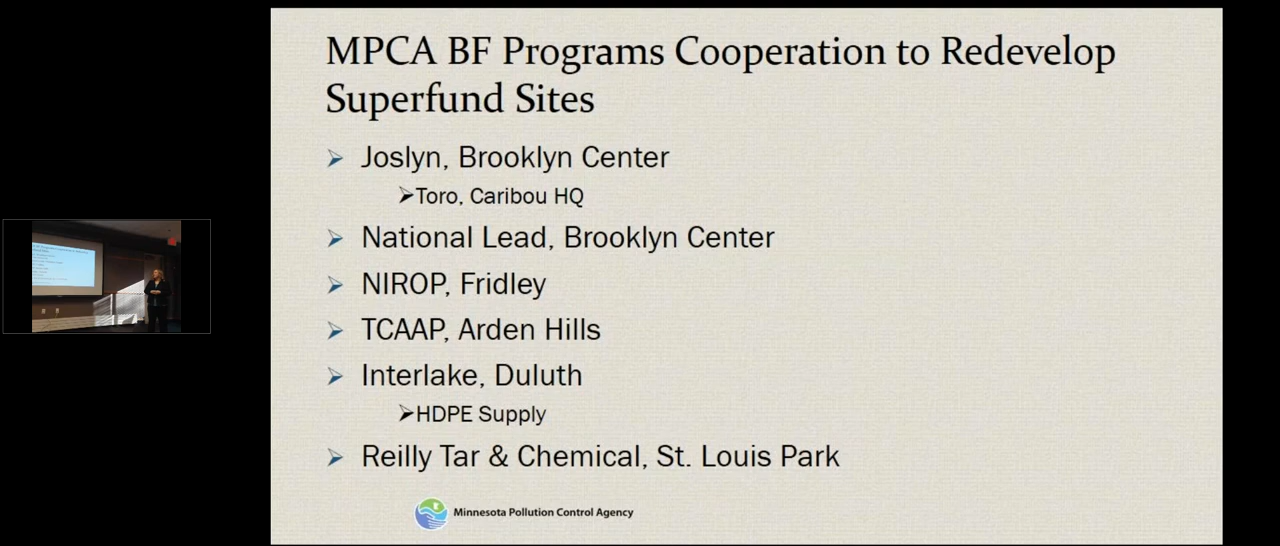 MPCA BF Programs Cooperation to Redevelop
Superfund Sites
Joslyn, Brooklyn Center
Toro, Caribou HQ
National Lead, Brooklyn Center
NIROP, Fridley
TCAAP, Arden Hills
Interlake, Duluth
HDPE Supply
Reilly Tar & Chemical, St. Louis Park
Minnesota Pollution Control Agency